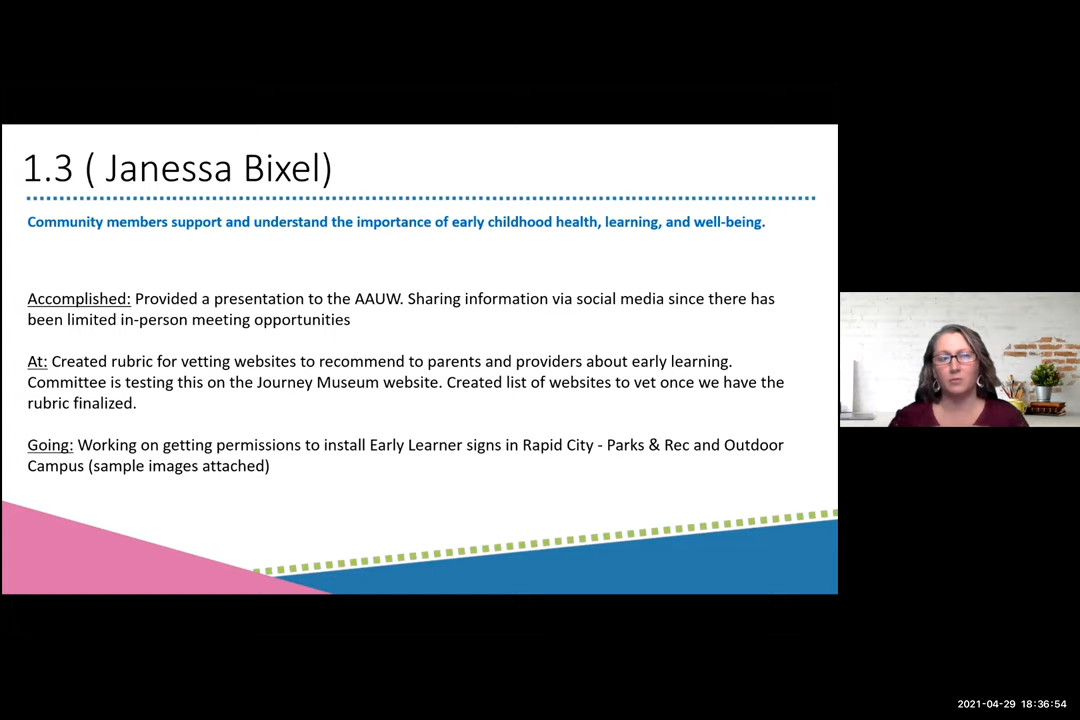 1.3 ( Janessa Bixel)
Community members support and understand the importance of early childhood health, learning, and well-being.
Accomplished: Provided a presentation to the AAUW. Sharing information via social media since there has
been limited in-person meeting opportunities
At: Created rubric for vetting websites to recommend to parents and providers about early learning.
Committee is testing this on the Journey Museum website. Created list of websites to vet once we have the
rubric finalized.
Going: Working on getting permissions to install Early Learner signs in Rapid City - Parks & Rec and Outdoor
Campus (sample images attached)
2021-04-29 18:36:54